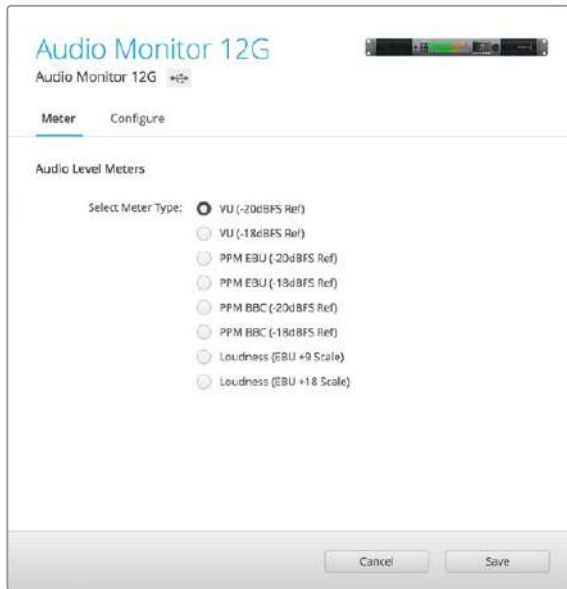 Audio Monitor 12G
Audio Monitor 12G
Meter Configure
Audio Level Meters
Select Meter Type: VU (-20dBFS Ref)
VU (-18dBFS Ref)
PPM EBU (-20dBFS Ref)
PPM EBU (-18dBFS Ref)
PPM BBC (-20dBFS Ref)
PPM BBC (-18dBFS Ref)
Loudness (EBU +9 Scale)
Loudness (EBU +18 Scale)
Cancel Save